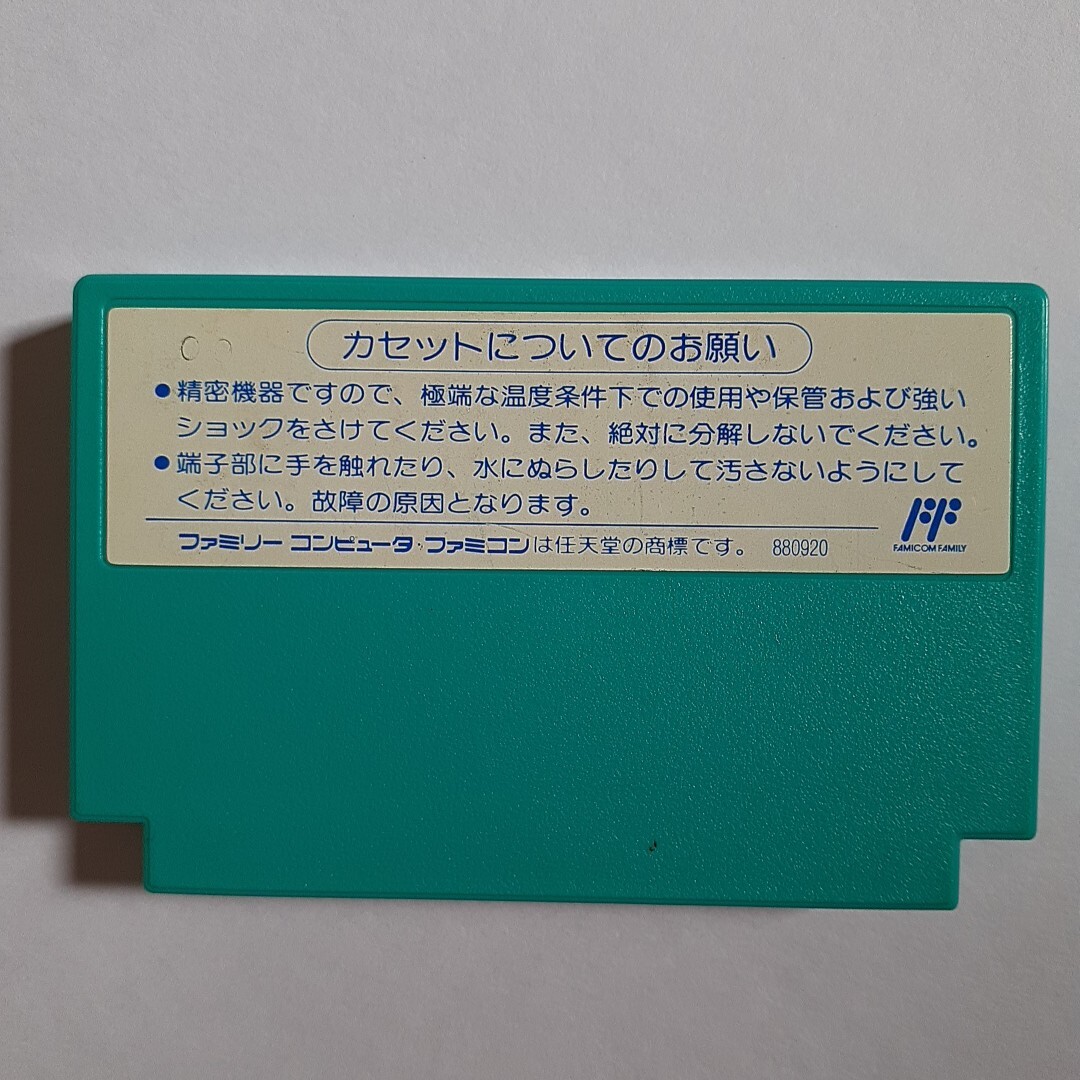 カセットについてのお願い
●精密機器ですので、極端な温度条件下での使用や保管および強い
ショックをさけてください。また、絶対に分解しないでください。
●端子部に手を触れたり、水にぬらしたりして汚さないようにして
ください。故障の原因となります。
FF
FAMICOM FAMILY
ファミリーコンピュータ・ファミコンは任天堂の商標です。 880920